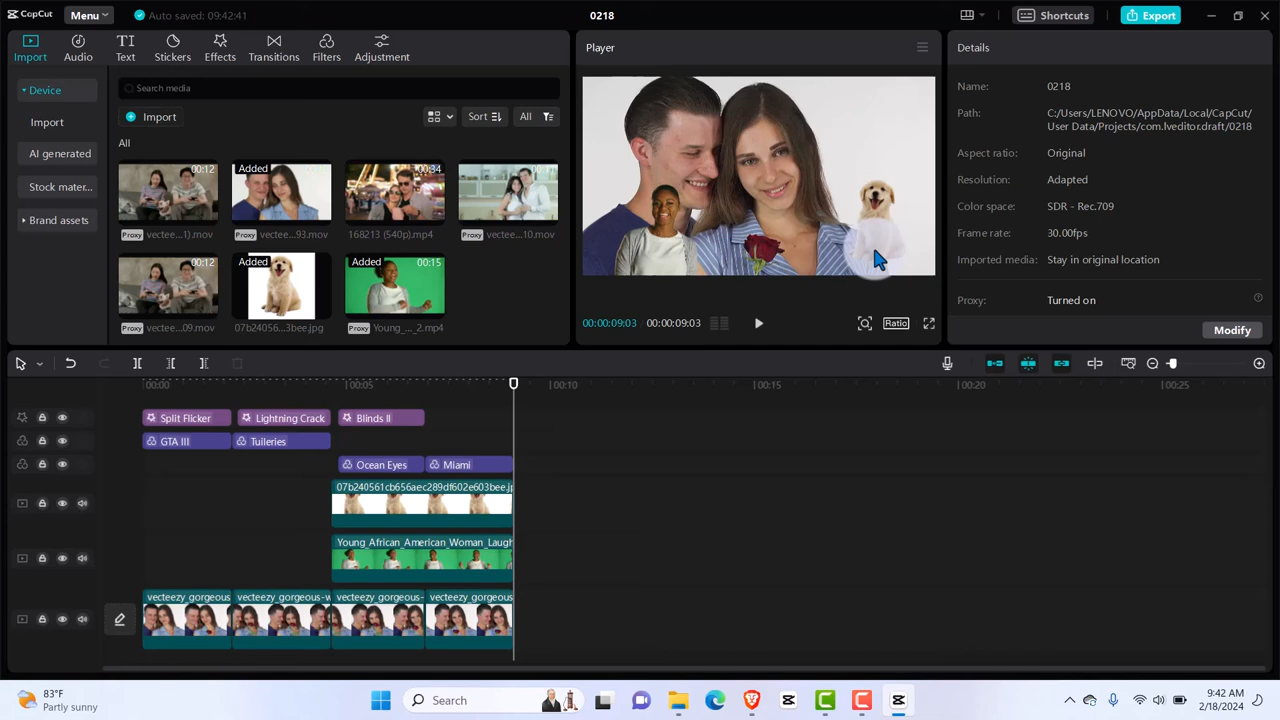 CapCut
Menu
Auto saved: 09:42:41
0218
Shortcuts
Export
Import
Audio
Text
Stickers
Effects
Transitions
Filters
Adjustment
Device
Import
AI generated
Stock mater...
Brand assets
Search media
Import
Sort
All
All
00:12
Added
00:34
Proxy vectee...1).mov
Proxy vectee...93.mov
168213 (540p).mp4
Proxy vectee...10.mov
00:12
Added
Added
00:15
Proxy vectee...09.mov
07b24056...3bee.jpg
Proxy Young_..._2.mp4
Player
00:00:09:03
00:00:09:03
Ratio
Details
Name:
0218
Path:
C:/Users/LENOVO/AppData/Local/CapCut/
User Data/Projects/com.lveditor.draft/0218
Aspect ratio:
Original
Resolution:
Adapted
Color space:
SDR - Rec.709
Frame rate:
30.00fps
Imported media:
Stay in original location
Proxy:
Turned on
Modify
00:00
00:05
00:10
00:15
00:20
00:25
Split Flicker
Lightning Crack
Blinds II
GTA III
Tuileries
Ocean Eyes
Miami
07b240561cb656aec289df602e603bee.j
Young_African_American_Woman_Laugh
vecteezy_gorgeous
vecteezy_gorgeous-w
vecteezy_gorgeous-
vecteezy_gorgeous
83°F
Partly sunny
Search
9:42 AM
2/18/2024